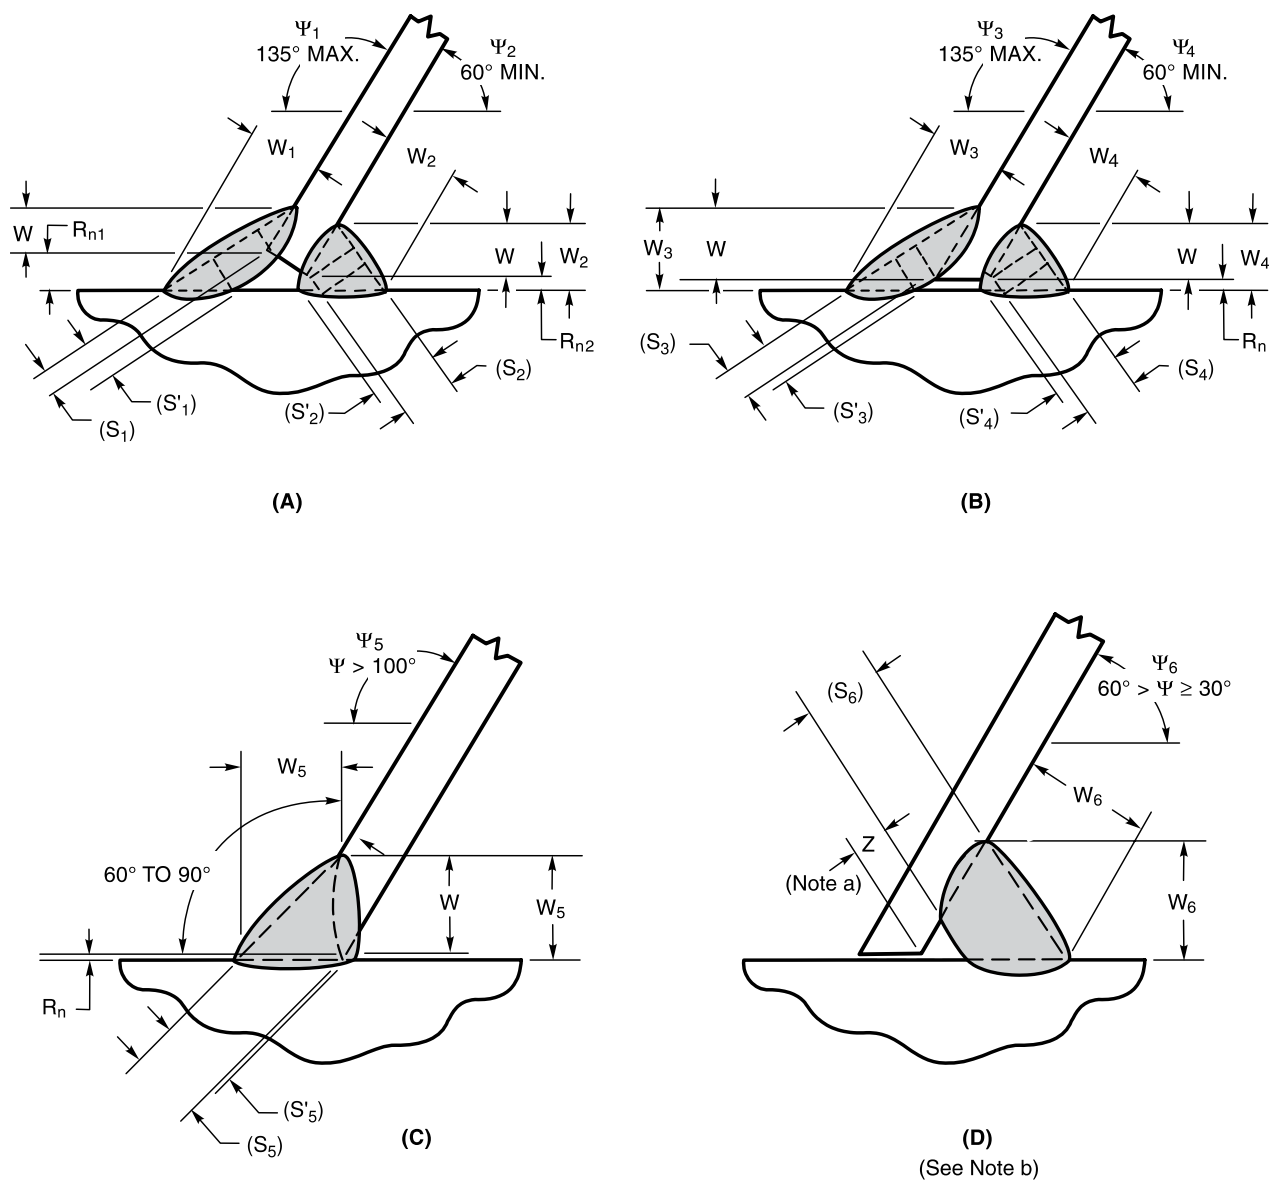 Ψ1
135° MAX.
Ψ2
60° MIN.
W1
W2
W
Rn1
W
W2
Rn2
(S1)
(S'1)
(S'2)
(S2)
(A)
Ψ3
135° MAX.
Ψ4
60° MIN.
W3
W4
W3
W
W
W4
Rn
(S3)
(S'3)
(S'4)
(S4)
(B)
Ψ5
Ψ > 100°
W5
60° TO 90°
W
W5
Rn
(S'5)
(S5)
(C)
Ψ6
60° > Ψ ≥ 30°
(S6)
W6
Z
(Note a)
W6
(D)
(See Note b)